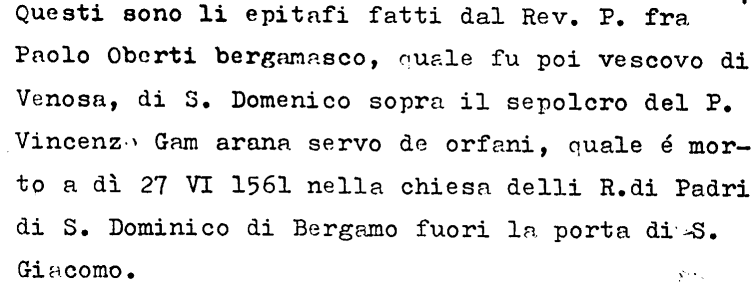 Questi sono li epitafi fatti dal Rev. P. fra
Paolo Oberti bergamasco, quale fu poi vescovo di
Venosa, di S. Domenico sopra il sepolcro del P.
Vincenzo Gam arana servo de orfani, quale é mor-
to a dì 27 VI 1561 nella chiesa delli R.di Padri
di S. Dominico di Bergamo fuori la porta di S.
Giacomo.